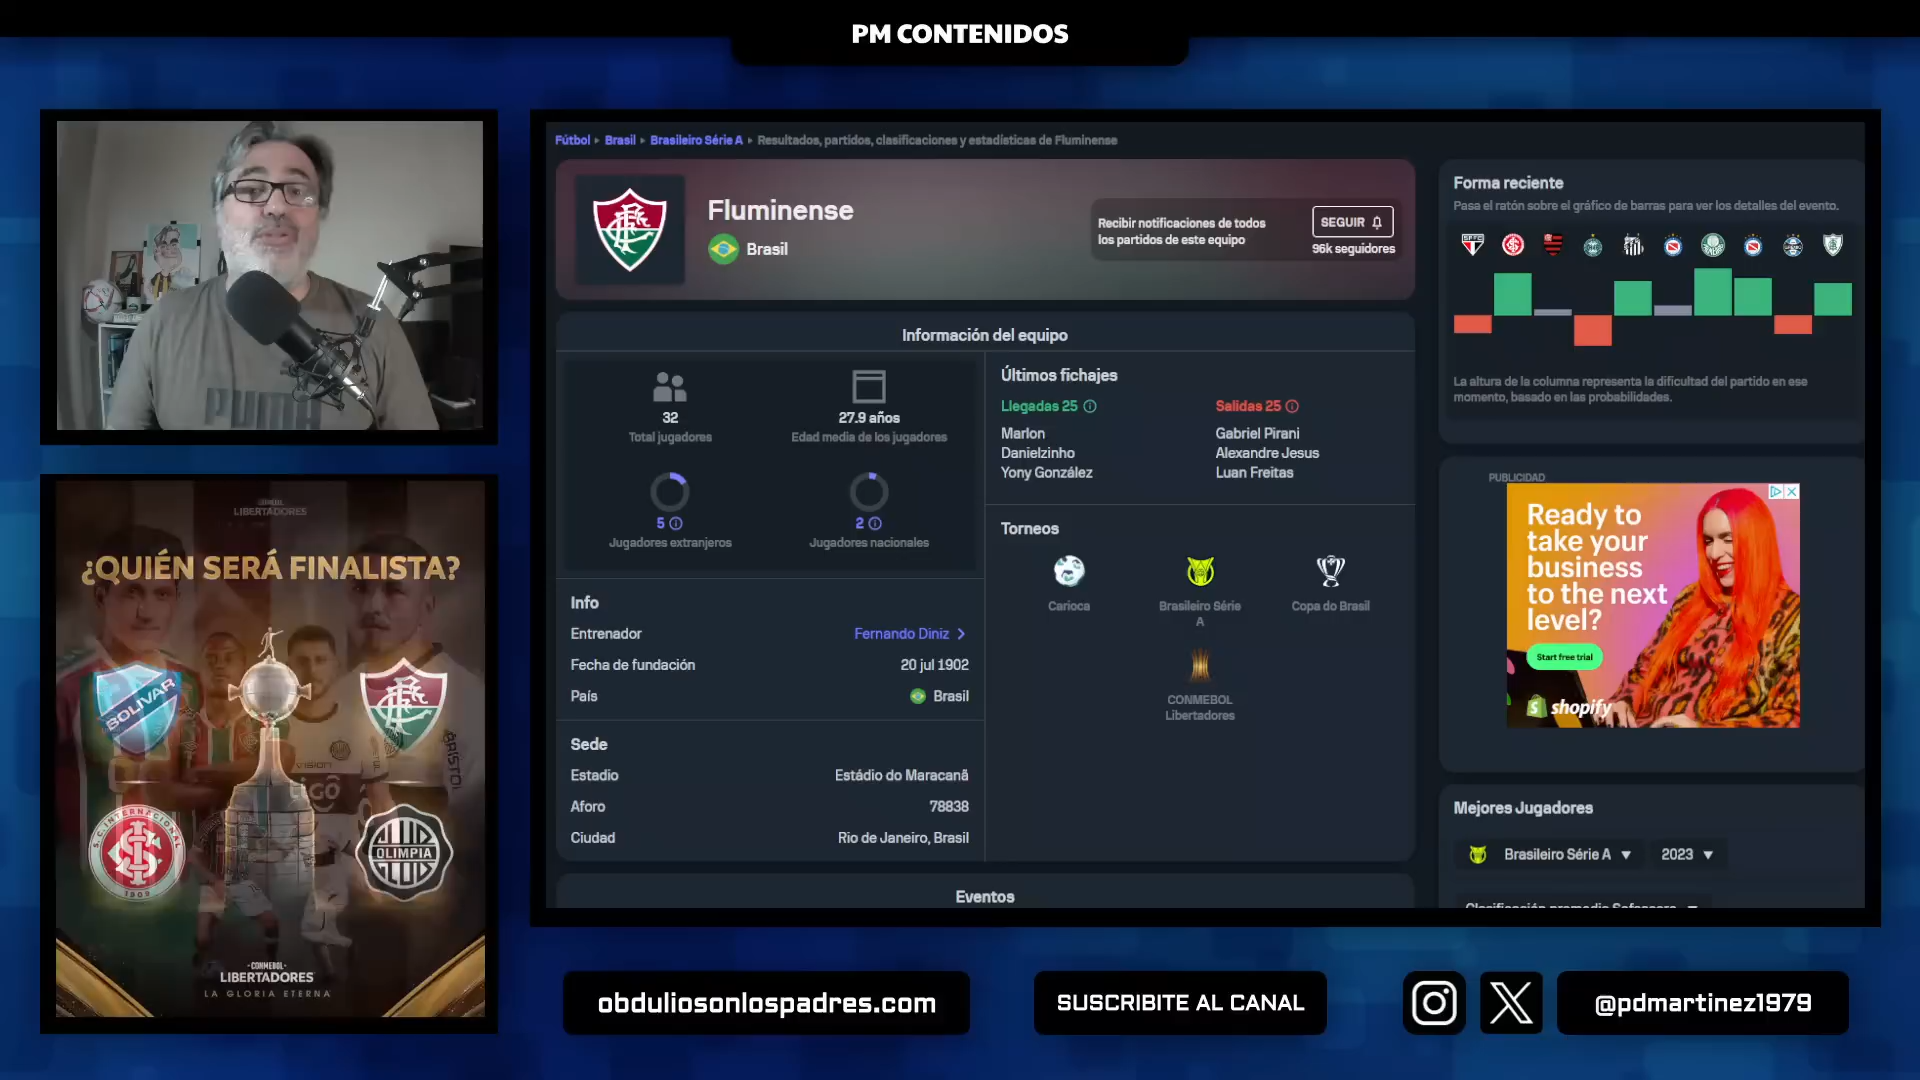 PM CONTENIDOS
PUMA
LIBERTADORES
¿QUIÉN SERÁ FINALISTA?
BOLIVAR
BRISTOL
TIGO
S. C. INTERNACIONAL
1909
OLIMPIA
-CONMEBOL-
LIBERTADORES
LA GLORIA ETERNA
Fútbol ▸ Brasil ▸ Brasileiro Série A ▸ Resultados, partidos, clasificaciones y estadísticas de Fluminense
Fluminense
Brasil
Recibir notificaciones de todos
los partidos de este equipo
SEGUIR
96k seguidores
Información del equipo
32
Total jugadores
27.9 años
Edad media de los jugadores
5
Jugadores extranjeros
2
Jugadores nacionales
Info
Entrenador Fernando Diniz
Fecha de fundación 20 jul 1902
País Brasil
Sede
Estadio Estádio do Maracanã
Aforo 78838
Ciudad Rio de Janeiro, Brasil
Últimos fichajes
Llegadas 25 Salidas 25
Marlon Gabriel Pirani
Danielzinho Alexandre Jesus
Yony González Luan Freitas
Torneos
Carioca
Brasileiro Série
A
Copa do Brasil
CONMEBOL
Libertadores
Eventos
Forma reciente
Pasa el ratón sobre el gráfico de barras para ver los detalles del evento.
La altura de la columna representa la dificultad del partido en ese
momento, basado en las probabilidades.
PUBLICIDAD
Ready to
take your
business
to the next
level?
Start free trial
shopify
Mejores Jugadores
Brasileiro Série A 2023
Clasificación promedio Sofascore
obduliosonlospadres.com
SUSCRIBITE AL CANAL
@pdmartinez1979